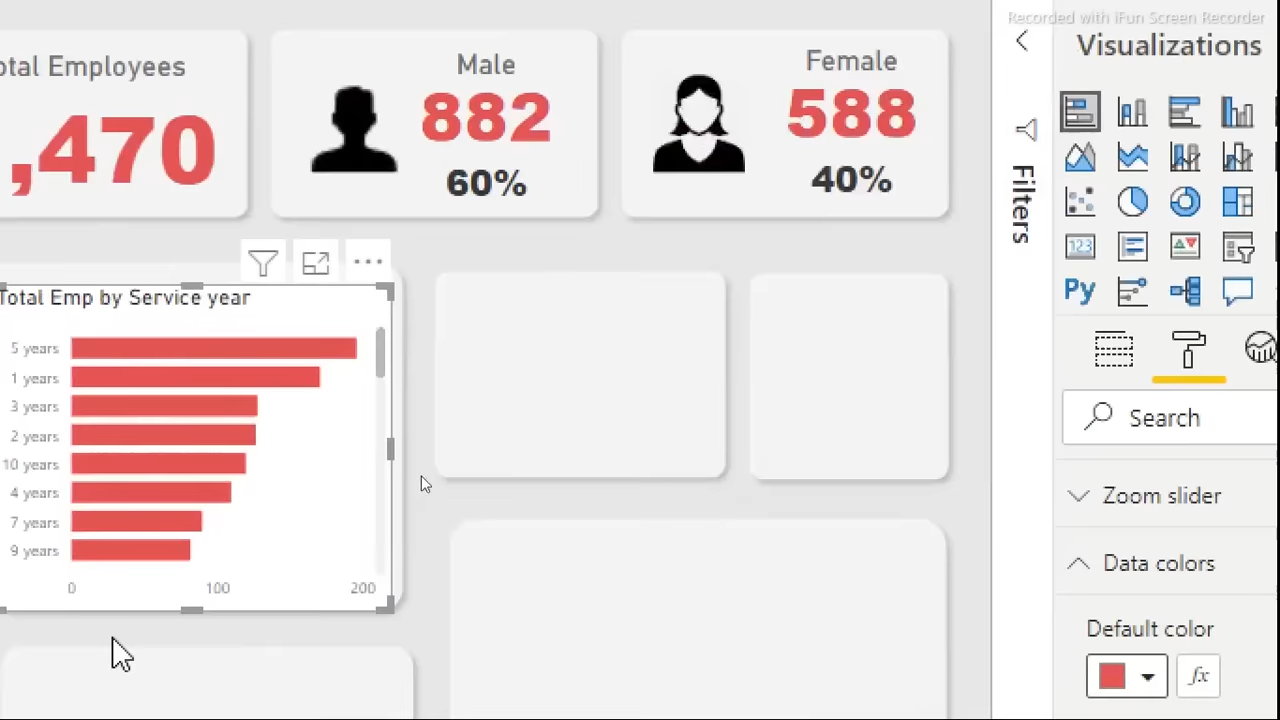 Recorded with iFun Screen Recorder
otal Employees
,470
Male
882
60%
Female
588
40%
Visualizations
Filters
123
Py
Total Emp by Service year
5 years
1 years
3 years
2 years
10 years
4 years
7 years
9 years
0 100 200
Search
Zoom slider
Data colors
Default color
fx